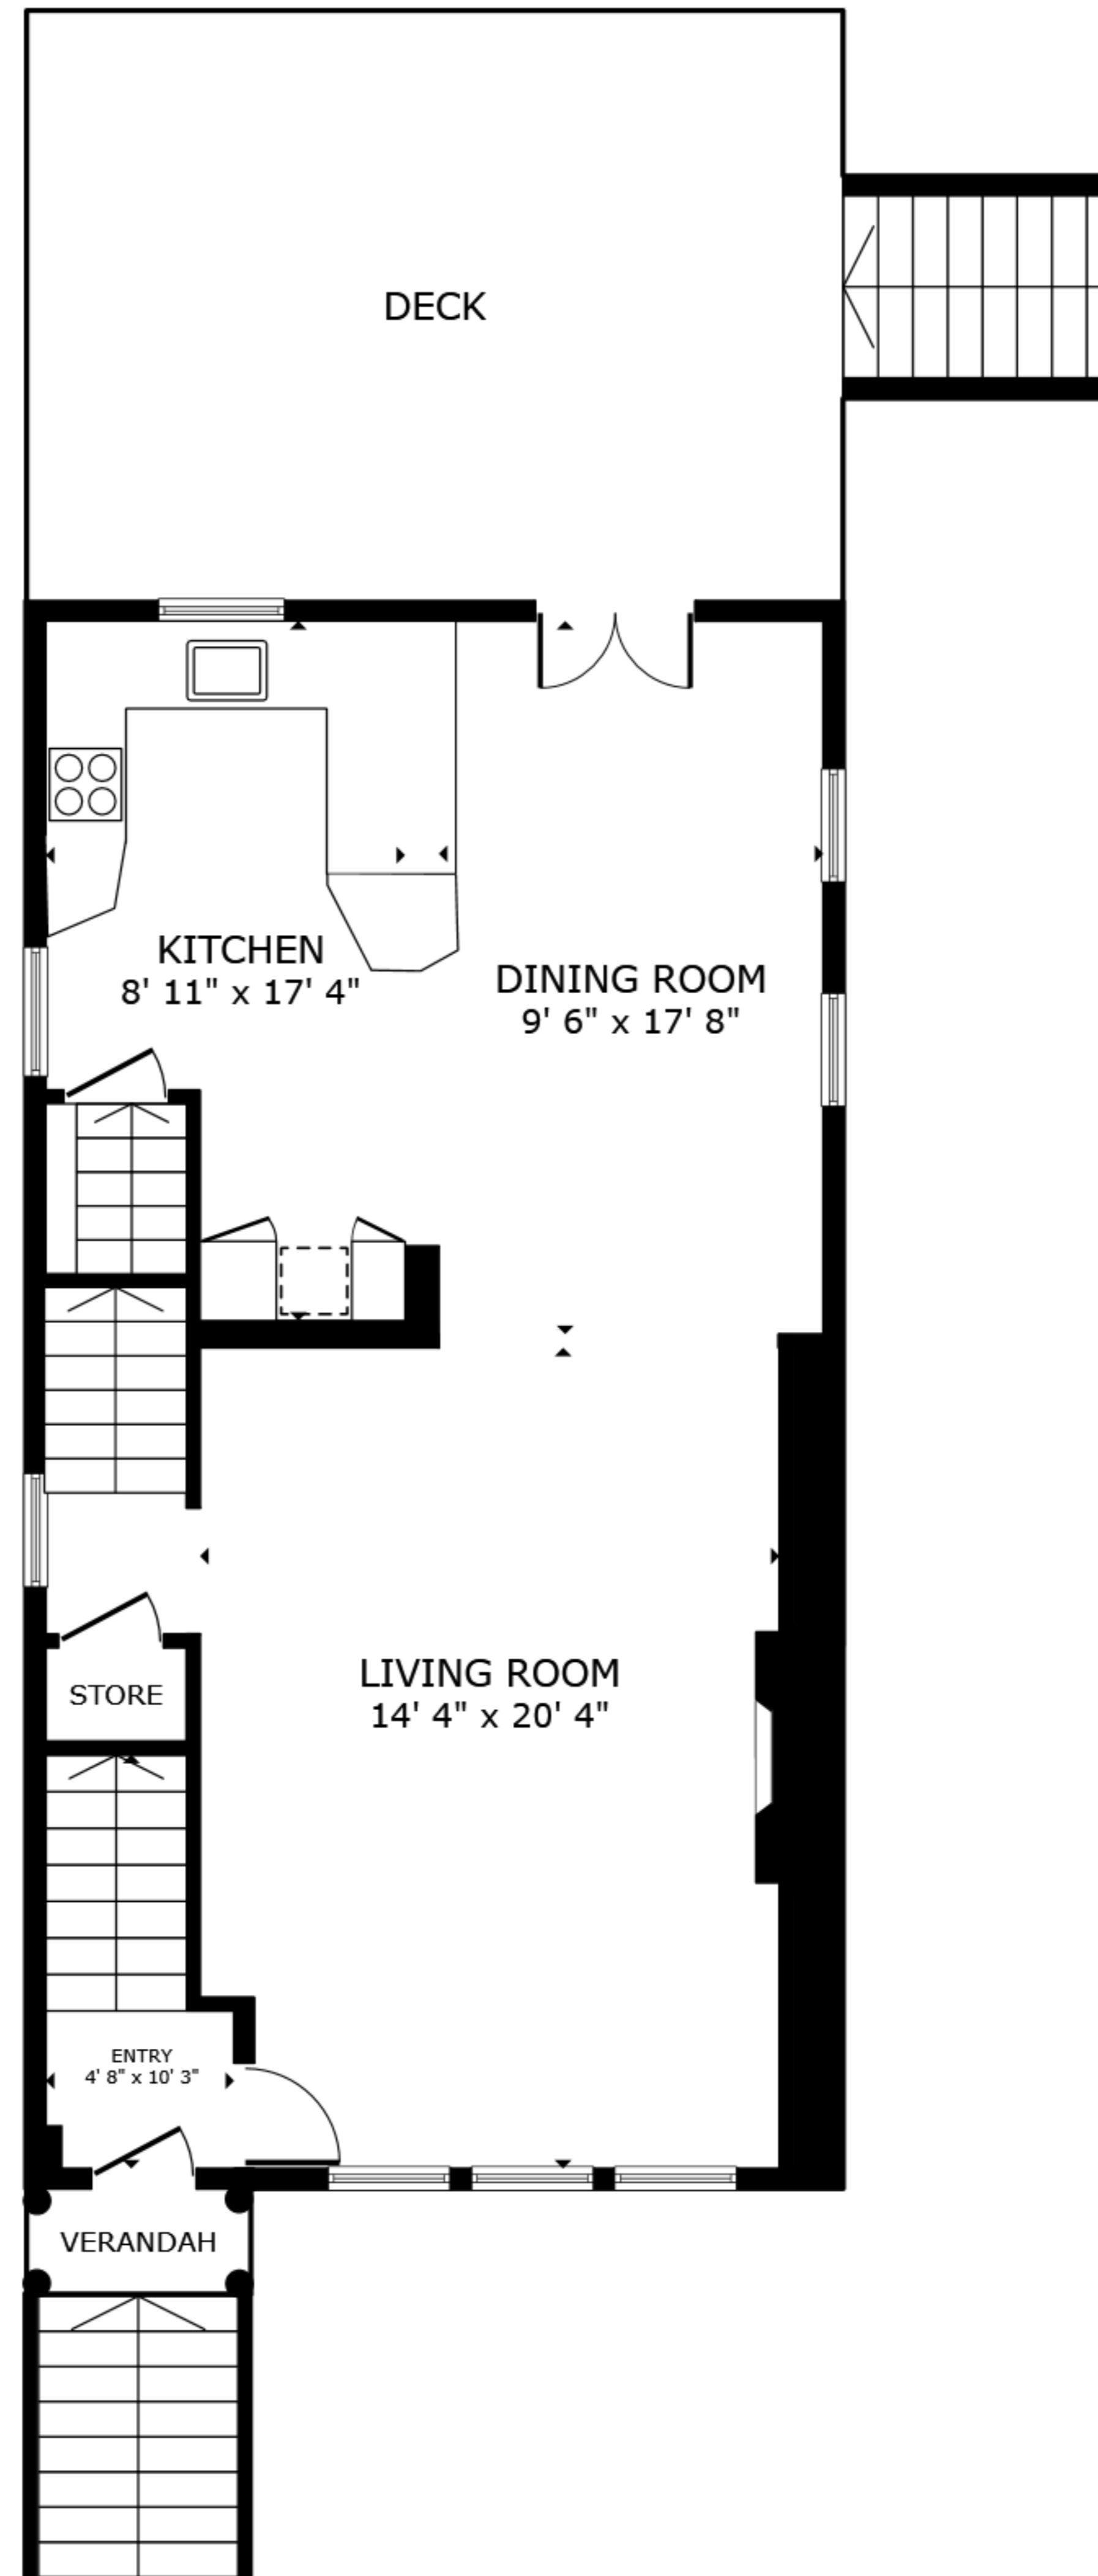 DECK
KITCHEN
8' 11" x 17' 4"
DINING ROOM
9' 6" x 17' 8"
LIVING ROOM
14' 4" x 20' 4"
STORE
ENTRY
4' 8" x 10' 3"
VERANDAH